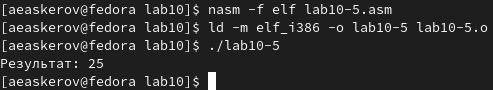 [aeaskerov@fedora lab10]$ nasm -f elf lab10-5.asm
[aeaskerov@fedora lab10]$ ld -m elf_i386 -o lab10-5 lab10-5.o
[aeaskerov@fedora lab10]$ ./lab10-5
Результат: 25
[aeaskerov@fedora lab10]$